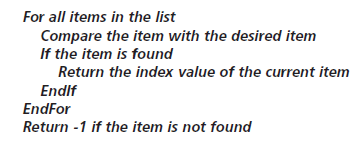 For all items in the list
Compare the item with the desired item
If the item is found
Return the index value of the current item
EndIf
EndFor
Return -1 if the item is not found